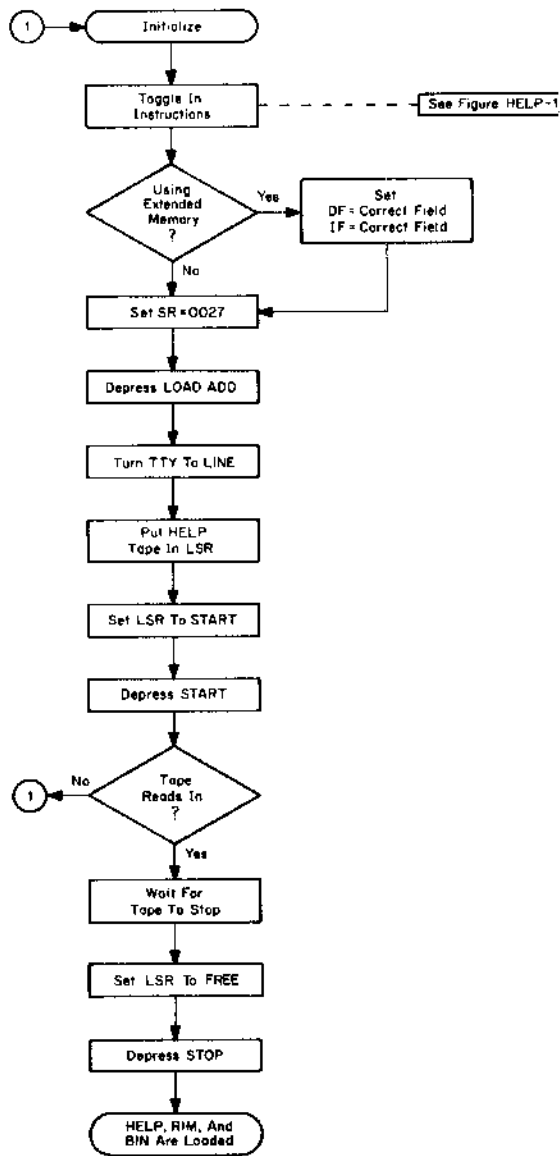 1
Initialize
Toggle In
Instructions
See Figure HELP-1
Using
Extended
Memory
?
Yes
Set
DF = Correct Field
IF = Correct Field
No
Set SR = 0027
Depress LOAD ADD
Turn TTY To LINE
Put HELP
Tape In LSR
Set LSR To START
Depress START
No
1
Tape
Reads In
?
Yes
Wait For
Tape To Stop
Set LSR To FREE
Depress STOP
HELP, RIM, And
BIN Are Loaded